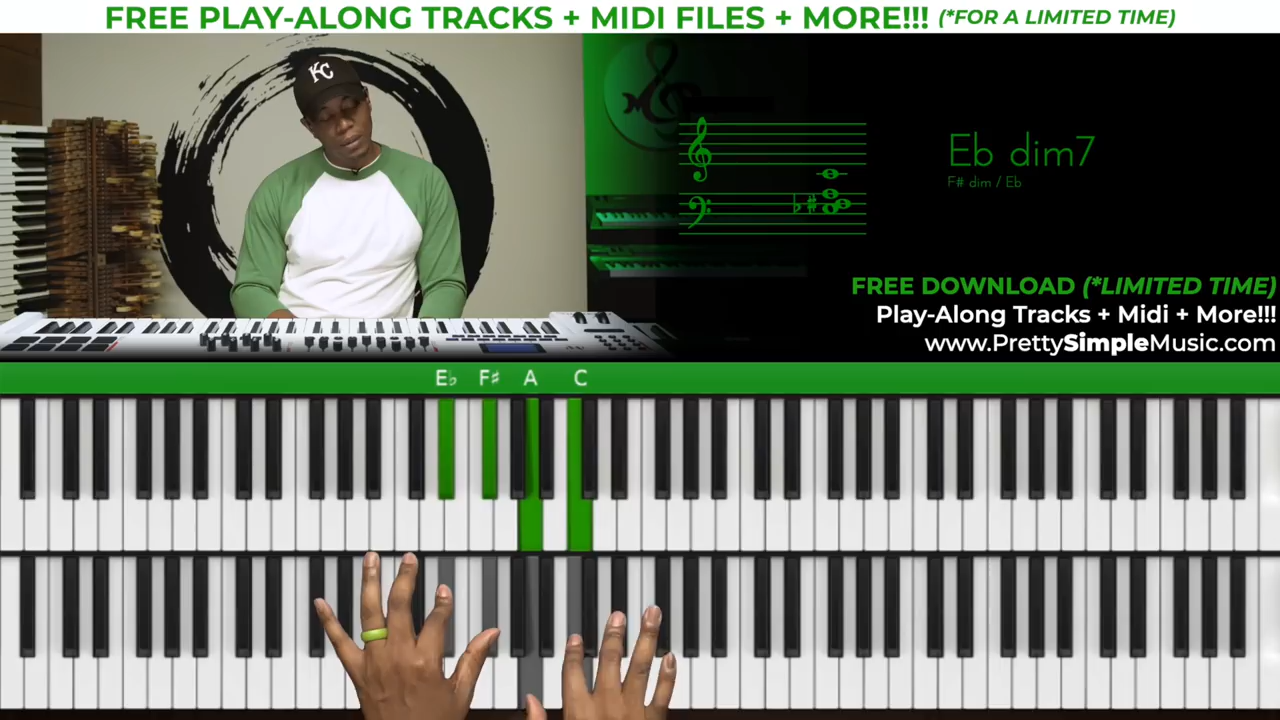 FREE PLAY-ALONG TRACKS + MIDI FILES + MORE!!! (*FOR A LIMITED TIME)
KC
Eb dim7
F# dim / Eb
FREE DOWNLOAD (*LIMITED TIME)
Play-Along Tracks + Midi + More!!!
www.PrettySimpleMusic.com
E♭ F♯ A C